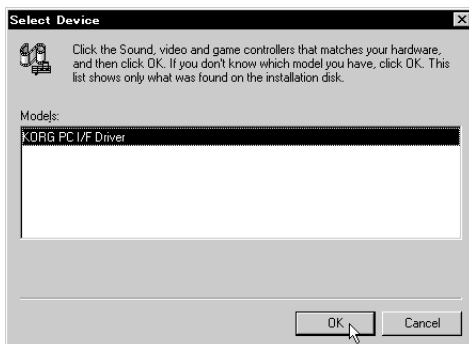 Select Device
Click the Sound, video and game controllers that matches your hardware,
and then click OK. If you don't know which model you have, click OK. This
list shows only what was found on the installation disk.
Models:
KORG PC I/F Driver
OK
Cancel